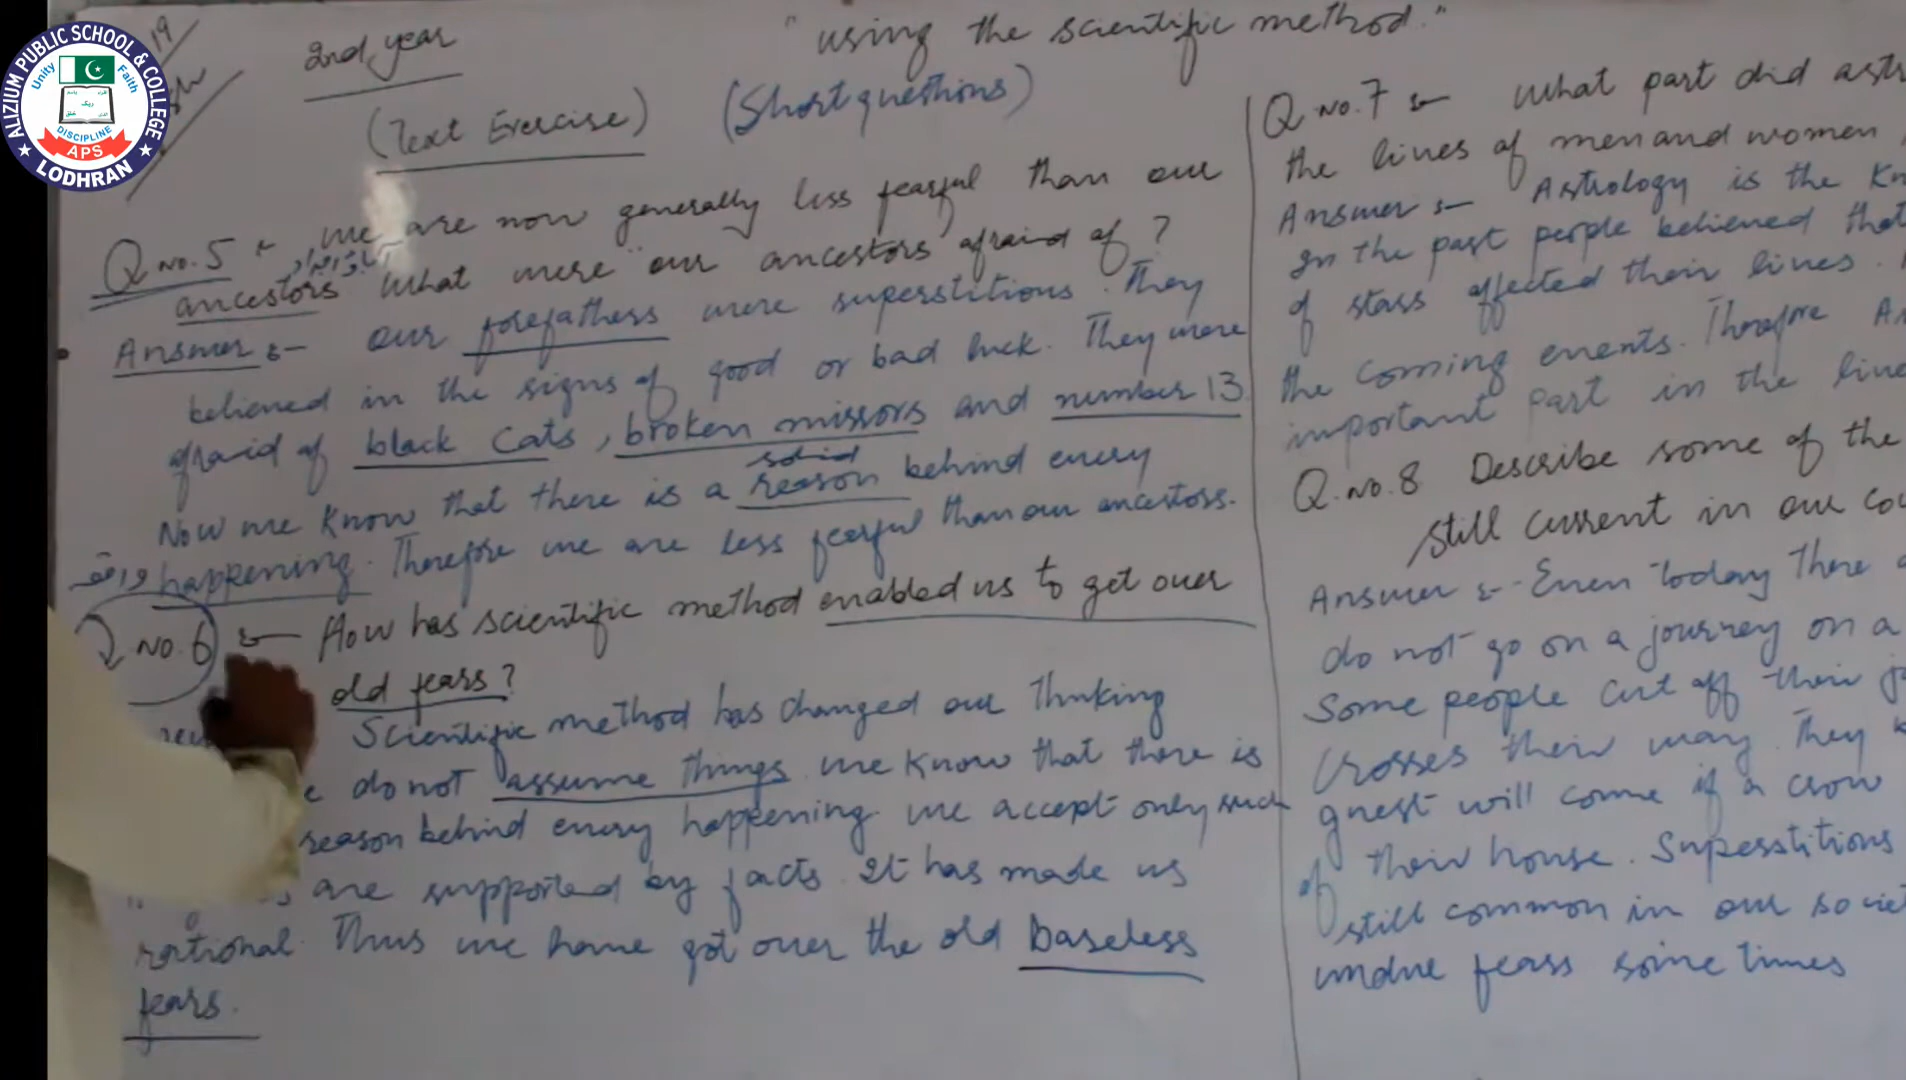 ALIZIUM PUBLIC SCHOOL & COLLEGE
Unity
Faith
DISCIPLINE
APS
LODHRAN
19
2nd year
"using the scientific method."
(Text Exercise)
(Short questions)
Q No. 5 :- we are now generally less fearful than our
ancestors what were our ancestors afraid of ?
Answer :- our forefathers were superstitious. They
believed in the signs of good or bad luck. They were
afraid of black cats, broken mirrors and number 13
solid
Now we know that there is a reason behind every
happening. Therefore we are less fearful than our ancestors.
واقعہ
Q No. 6 :- How has scientific method enabled us to get over
old fears?
Scientific method has changed our thinking
do not assume things. we know that there is
reason behind every happening. we accept only such
are supported by facts. It has made us
rational. Thus we have got over the old baseless
fears.
Q No. 7 :- What part did
the lives of men and women
Answer :- Astrology is the
In the past people believed that
of stars affected their lives.
the coming events. Therefore
important part in the
Q. No. 8 Describe some of the
still current in our
Answer :- Even today there
do not go on a journey on a
Some people cut off their
crosses their way. They
guest will come if a crow
of their house. Superstitions
still common in our
undue fears some times